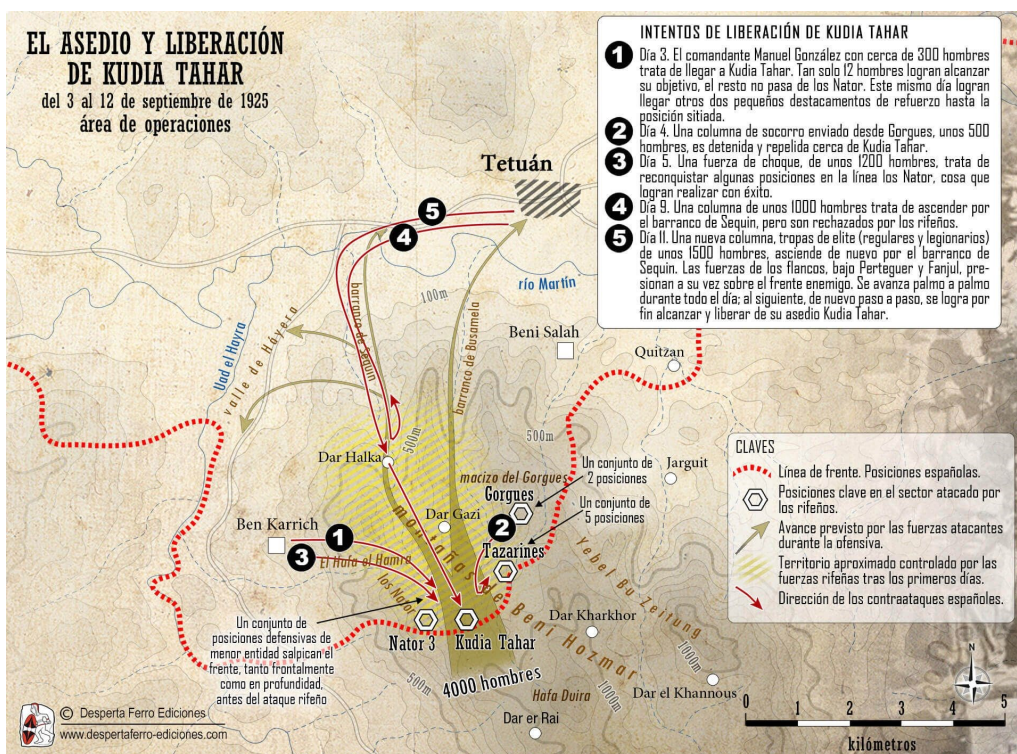 EL ASEDIO Y LIBERACIÓN
DE KUDIA TAHAR
del 3 al 12 de septiembre de 1925
área de operaciones
INTENTOS DE LIBERACIÓN DE KUDIA TAHAR
1 Día 3. El comandante Manuel González con cerca de 300 hombres
trata de llegar a Kudia Tahar. Tan solo 12 hombres logran alcanzar
su objetivo, el resto no pasa de los Nator. Este mismo día logran
llegar otros dos pequeños destacamentos de refuerzo hasta la
posición sitiada.
2 Día 4. Una columna de socorro enviado desde Gorgues, unos 500
hombres, es detenida y repelida cerca de Kudia Tahar.
3 Día 5. Una fuerza de choque, de unos 1200 hombres, trata de
reconquistar algunas posiciones en la línea los Nator, cosa que
logran realizar con éxito.
4 Día 9. Una columna de unos 1000 hombres trata de ascender por
el barranco de Sequin, pero son rechazados por los rifeños.
5 Día 11. Una nueva columna, tropas de elite (regulares y legionarios)
de unos 1500 hombres, asciende de nuevo por el barranco de
Sequin. Las fuerzas de los flancos, bajo Perteguer y Fanjul, pre-
sionan a su vez sobre el frente enemigo. Se avanza palmo a palmo
durante todo el día; al siguiente, de nuevo paso a paso, se logra por
fin alcanzar y liberar de su asedio Kudia Tahar.
Tetuán
5
4
100m
río Martín
barranco de Sequin
barranco de Busamela
Uad el Hayra
valle de Háyera
Beni Salah
Quitzan
500m
500m
Dar Halka
macizo del Gorgues
Un conjunto de
2 posiciones
Jarguit
Gorgues
Un conjunto de
5 posiciones
Dar Gazi
2
Tazarines
Ben Karrich
1
3
El Hafa el Hamra
los Nator
montañas de Beni Hozmar
Yebel Bu Zeitung
Un conjunto de
posiciones defensivas de
menor entidad salpican el
frente, tanto frontalmente
como en profundidad,
antes del ataque rifeño
Nator 3
Kudia Tahar
Dar Kharkhor
500m
4000 hombres
Hafa Duira
1000m
1000m
Dar el Khannous
Dar er Rai
CLAVES
Línea de frente. Posiciones españolas.
Posiciones clave en el sector atacado por
los rifeños.
Avance previsto por las fuerzas atacantes
durante la ofensiva.
Territorio aproximado controlado por las
fuerzas rifeñas tras los primeros días.
Dirección de los contraataques españoles.
N
0 1 2 3 4 5
kilómetros
© Desperta Ferro Ediciones
www.despertaferro-ediciones.com